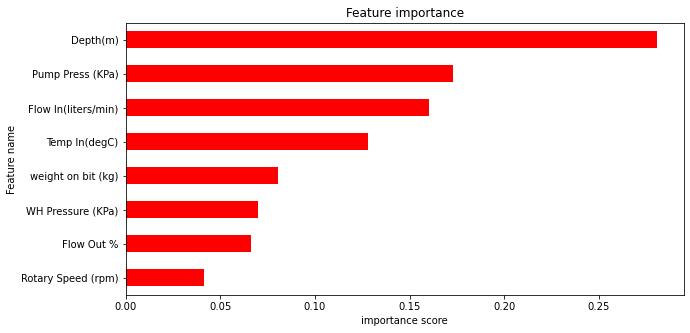 Feature importance
Feature name
Depth(m)
Pump Press (KPa)
Flow In(liters/min)
Temp In(degC)
weight on bit (kg)
WH Pressure (KPa)
Flow Out %
Rotary Speed (rpm)
0.00 0.05 0.10 0.15 0.20 0.25
importance score